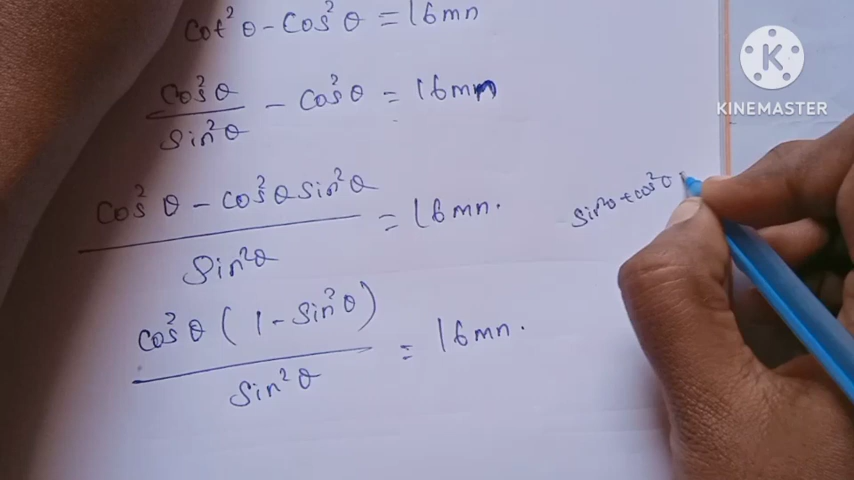 cot²θ - cos²θ = 16mn
cos²θ / sin²θ - cos²θ = 16mn
cos²θ - cos²θ sin²θ / sin²θ = 16mn.
cos²θ (1 - sin²θ) / sin²θ = 16mn.
sin²θ + cos²θ
K
KINEMASTER